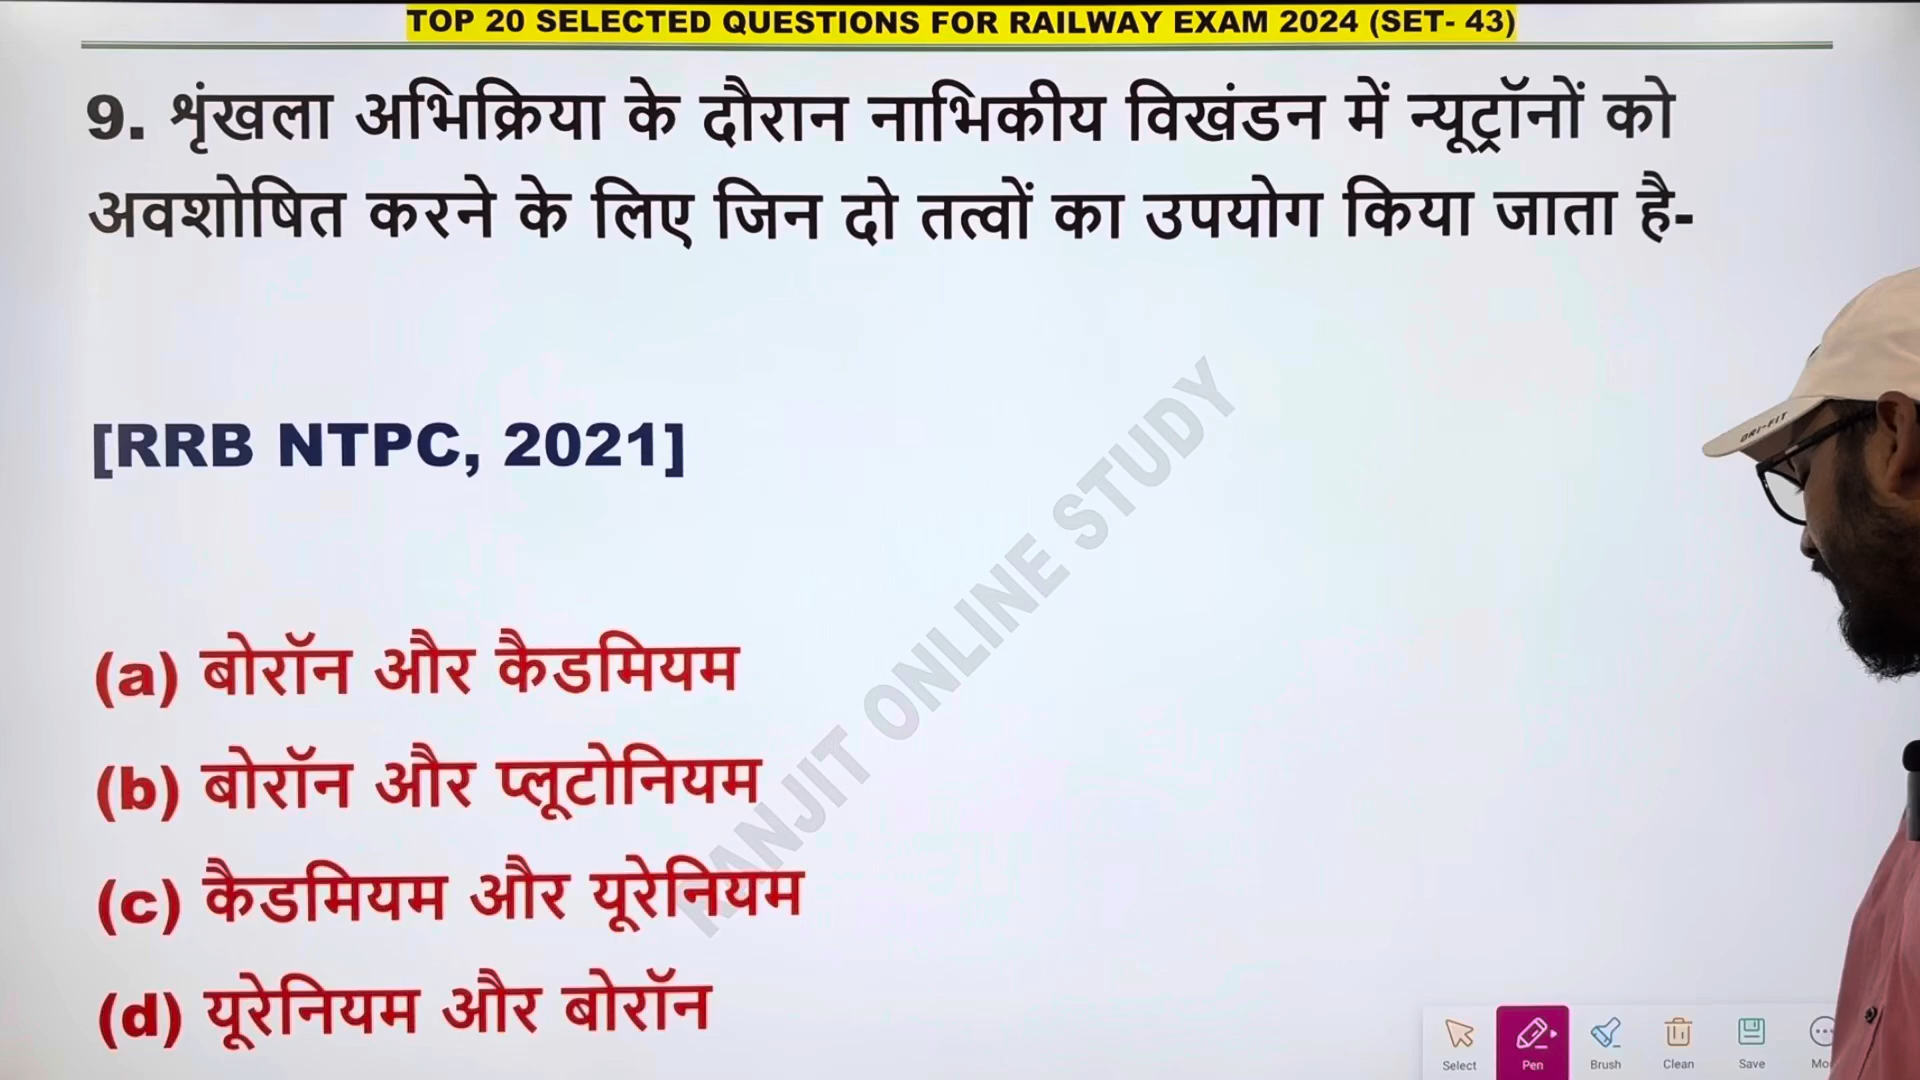 TOP 20 SELECTED QUESTIONS FOR RAILWAY EXAM 2024 (SET- 43)
9. श्रृंखला अभिक्रिया के दौरान नाभिकीय विखंडन में न्यूट्रॉनों को
अवशोषित करने के लिए जिन दो तत्वों का उपयोग किया जाता है-
[RRB NTPC, 2021]
(a) बोरॉन और कैडमियम
(b) बोरॉन और प्लूटोनियम
(c) कैडमियम और यूरेनियम
(d) यूरेनियम और बोरॉन
RANJIT ONLINE STUDY
DRI-FIT
Select Pen Brush Clean Save